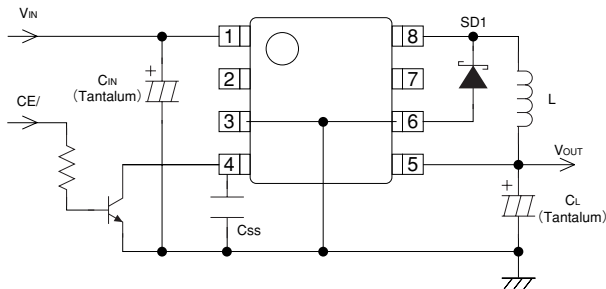 VIN
CIN
(Tantalum)
CE/
1
2
3
4
8
7
6
5
SD1
L
VOUT
CL
(Tantalum)
CSS